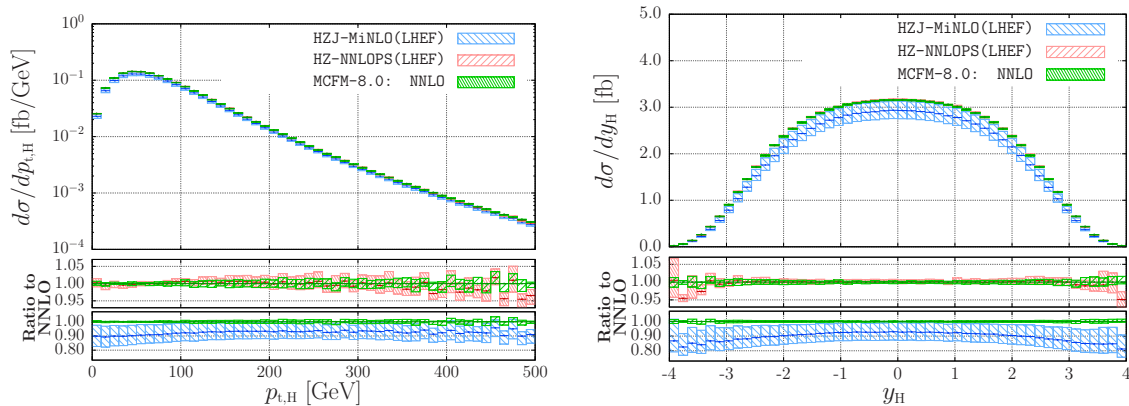 10⁰
10⁻¹
10⁻²
10⁻³
10⁻⁴
dσ/dp_{t,H} [fb/GeV]
HZJ-MiNLO(LHEF)
HZ-NNLOPS(LHEF)
MCFM-8.0: NNLO
1.05
1.00
0.95
Ratio to
NNLO
1.00
0.90
0.80
0 100 200 300 400 500
p_{t,H} [GeV]
5.0
4.0
3.0
2.0
1.0
0.0
dσ/dy_H [fb]
HZJ-MiNLO(LHEF)
HZ-NNLOPS(LHEF)
MCFM-8.0: NNLO
1.05
1.00
0.95
Ratio to
NNLO
1.00
0.90
0.80
-4 -3 -2 -1 0 1 2 3 4
y_H